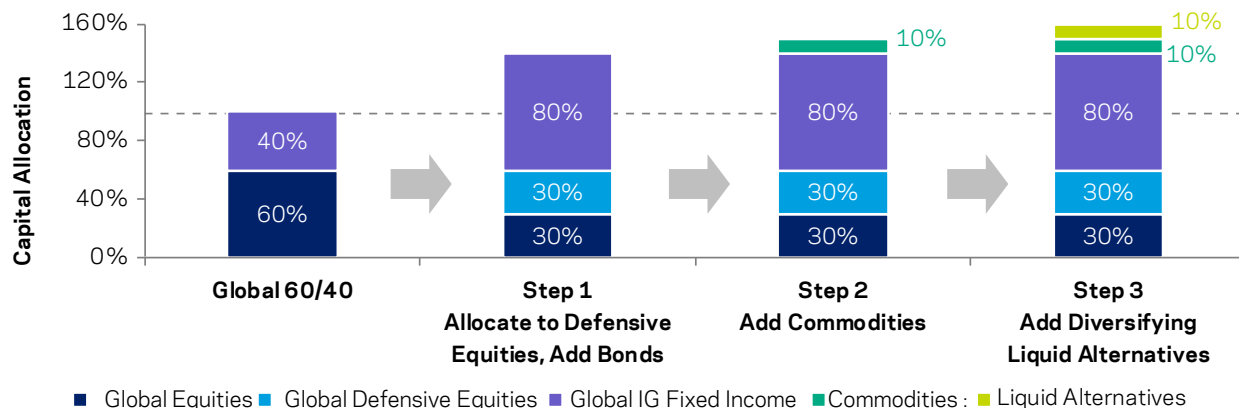 Capital Allocation
160%
120%
80%
40%
0%
40%
60%
80%
30%
30%
10%
80%
30%
30%
10%
10%
80%
30%
30%
Global 60/40
Step 1
Allocate to Defensive
Equities, Add Bonds
Step 2
Add Commodities
Step 3
Add Diversifying
Liquid Alternatives
Global Equities Global Defensive Equities Global IG Fixed Income Commodities : Liquid Alternatives